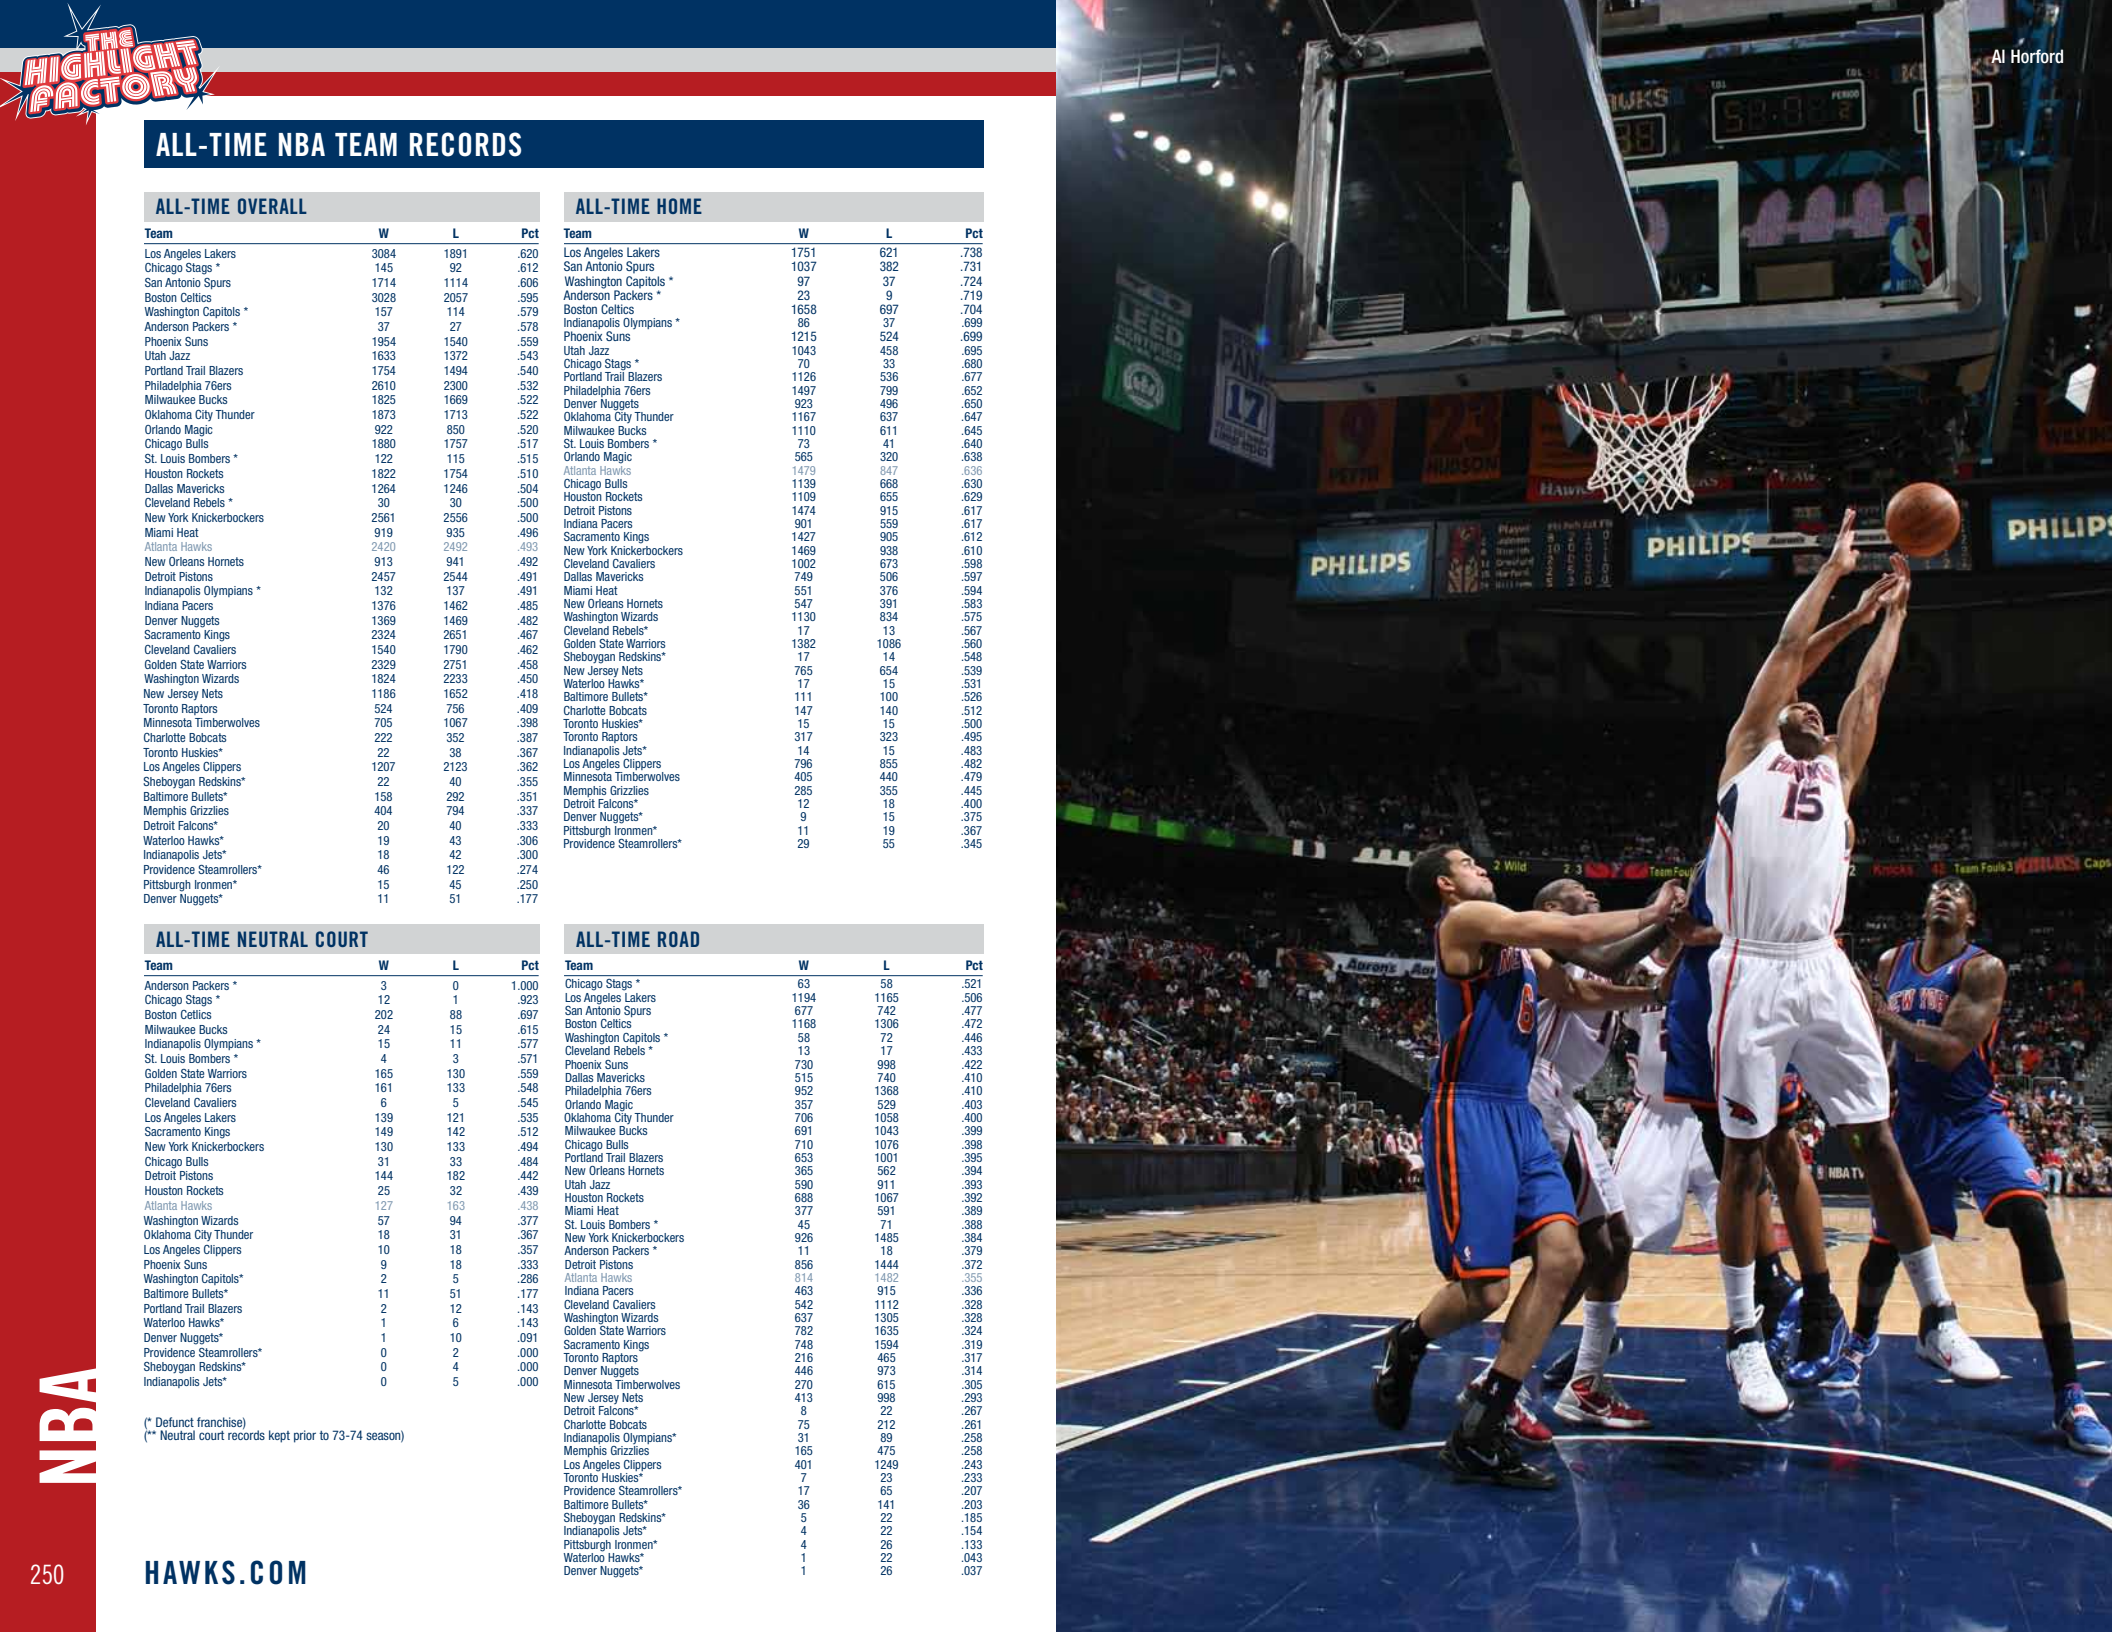 THE
HIGHLIGHT
FACTORY
ALL-TIME NBA TEAM RECORDS
ALL-TIME OVERALL
Team W L Pct
Los Angeles Lakers 3084 1891 .620
Chicago Stags * 145 92 .612
San Antonio Spurs 1714 1114 .606
Boston Celtics 3028 2057 .595
Washington Capitols * 157 114 .579
Anderson Packers * 37 27 .578
Phoenix Suns 1954 1540 .559
Utah Jazz 1633 1372 .543
Portland Trail Blazers 1754 1494 .540
Philadelphia 76ers 2610 2300 .532
Milwaukee Bucks 1825 1669 .522
Oklahoma City Thunder 1873 1713 .522
Orlando Magic 922 850 .520
Chicago Bulls 1880 1757 .517
St. Louis Bombers * 122 115 .515
Houston Rockets 1822 1754 .510
Dallas Mavericks 1264 1246 .504
Cleveland Rebels * 30 30 .500
New York Knickerbockers 2561 2556 .500
Miami Heat 919 935 .496
Atlanta Hawks 2420 2492 .493
New Orleans Hornets 913 941 .492
Detroit Pistons 2457 2544 .491
Indianapolis Olympians * 132 137 .491
Indiana Pacers 1376 1462 .485
Denver Nuggets 1369 1469 .482
Sacramento Kings 2324 2651 .467
Cleveland Cavaliers 1540 1790 .462
Golden State Warriors 2329 2751 .458
Washington Wizards 1824 2233 .450
New Jersey Nets 1186 1652 .418
Toronto Raptors 524 756 .409
Minnesota Timberwolves 705 1067 .398
Charlotte Bobcats 222 352 .387
Toronto Huskies* 22 38 .367
Los Angeles Clippers 1207 2123 .362
Sheboygan Redskins* 22 40 .355
Baltimore Bullets* 158 292 .351
Memphis Grizzlies 404 794 .337
Detroit Falcons* 20 40 .333
Waterloo Hawks* 19 43 .306
Indianapolis Jets* 18 42 .300
Providence Steamrollers* 46 122 .274
Pittsburgh Ironmen* 15 45 .250
Denver Nuggets* 11 51 .177
ALL-TIME HOME
Team W L Pct
Los Angeles Lakers 1751 621 .738
San Antonio Spurs 1037 382 .731
Washington Capitols * 97 37 .724
Anderson Packers * 23 9 .719
Boston Celtics 1658 697 .704
Indianapolis Olympians * 86 37 .699
Phoenix Suns 1215 524 .699
Utah Jazz 1043 458 .695
Chicago Stags * 70 33 .680
Portland Trail Blazers 1126 536 .677
Philadelphia 76ers 1497 799 .652
Denver Nuggets 923 496 .650
Oklahoma City Thunder 1167 637 .647
Milwaukee Bucks 1110 611 .645
St. Louis Bombers * 73 41 .640
Orlando Magic 565 320 .638
Atlanta Hawks 1479 847 .636
Chicago Bulls 1139 668 .630
Houston Rockets 1109 655 .629
Detroit Pistons 1474 915 .617
Indiana Pacers 901 559 .617
Sacramento Kings 1427 905 .612
New York Knickerbockers 1469 938 .610
Cleveland Cavaliers 1002 673 .598
Dallas Mavericks 749 506 .597
Miami Heat 551 376 .594
New Orleans Hornets 547 391 .583
Washington Wizards 1130 834 .575
Cleveland Rebels* 17 13 .567
Golden State Warriors 1382 1086 .560
Sheboygan Redskins* 17 14 .548
New Jersey Nets 765 654 .539
Waterloo Hawks* 17 15 .531
Baltimore Bullets* 111 100 .526
Charlotte Bobcats 147 140 .512
Toronto Huskies* 15 15 .500
Toronto Raptors 317 323 .495
Indianapolis Jets* 14 15 .483
Los Angeles Clippers 796 855 .482
Minnesota Timberwolves 405 440 .479
Memphis Grizzlies 285 355 .445
Detroit Falcons* 12 18 .400
Denver Nuggets* 9 15 .375
Pittsburgh Ironmen* 11 19 .367
Providence Steamrollers* 29 55 .345
ALL-TIME NEUTRAL COURT
Team W L Pct
Anderson Packers * 3 0 1.000
Chicago Stags * 12 1 .923
Boston Cetlics 202 88 .697
Milwaukee Bucks 24 15 .615
Indianapolis Olympians * 15 11 .577
St. Louis Bombers * 4 3 .571
Golden State Warriors 165 130 .559
Philadelphia 76ers 161 133 .548
Cleveland Cavaliers 6 5 .545
Los Angeles Lakers 139 121 .535
Sacramento Kings 149 142 .512
New York Knickerbockers 130 133 .494
Chicago Bulls 31 33 .484
Detroit Pistons 144 182 .442
Houston Rockets 25 32 .439
Atlanta Hawks 127 163 .438
Washington Wizards 57 94 .377
Oklahoma City Thunder 18 31 .367
Los Angeles Clippers 10 18 .357
Phoenix Suns 9 18 .333
Washington Capitols* 2 5 .286
Baltimore Bullets* 11 51 .177
Portland Trail Blazers 2 12 .143
Waterloo Hawks* 1 6 .143
Denver Nuggets* 1 10 .091
Providence Steamrollers* 0 2 .000
Sheboygan Redskins* 0 4 .000
Indianapolis Jets* 0 5 .000
(* Defunct franchise)
(** Neutral court records kept prior to 73-74 season)
ALL-TIME ROAD
Team W L Pct
Chicago Stags * 63 58 .521
Los Angeles Lakers 1194 1165 .506
San Antonio Spurs 677 742 .477
Boston Celtics 1168 1306 .472
Washington Capitols * 58 72 .446
Cleveland Rebels * 13 17 .433
Phoenix Suns 730 998 .422
Dallas Mavericks 515 740 .410
Philadelphia 76ers 952 1368 .410
Orlando Magic 357 529 .403
Oklahoma City Thunder 706 1058 .400
Milwaukee Bucks 691 1043 .399
Chicago Bulls 710 1076 .398
Portland Trail Blazers 653 1001 .395
New Orleans Hornets 365 562 .394
Utah Jazz 590 911 .393
Houston Rockets 688 1067 .392
Miami Heat 377 591 .389
St. Louis Bombers * 45 71 .388
New York Knickerbockers 926 1485 .384
Anderson Packers * 11 18 .379
Detroit Pistons 856 1444 .372
Atlanta Hawks 814 1482 .355
Indiana Pacers 463 915 .336
Cleveland Cavaliers 542 1112 .328
Washington Wizards 637 1305 .328
Golden State Warriors 782 1635 .324
Sacramento Kings 748 1594 .319
Toronto Raptors 216 465 .317
Denver Nuggets 446 973 .314
Minnesota Timberwolves 270 615 .305
New Jersey Nets 413 998 .293
Detroit Falcons* 8 22 .267
Charlotte Bobcats 75 212 .261
Indianapolis Olympians* 31 89 .258
Memphis Grizzlies 165 475 .258
Los Angeles Clippers 401 1249 .243
Toronto Huskies* 7 23 .233
Providence Steamrollers* 17 65 .207
Baltimore Bullets* 36 141 .203
Sheboygan Redskins* 5 22 .185
Indianapolis Jets* 4 22 .154
Pittsburgh Ironmen* 4 26 .133
Waterloo Hawks* 1 22 .043
Denver Nuggets* 1 26 .037
NBA
250
HAWKS.COM
Al Horford
LEED
17
23
HUDSON
PHILIPS
PHILIPS
PHILIPS
15
2 Wild
Knicks
Team Fouls 3
Caps
Aarons
6
NEW YORK
NBA TV